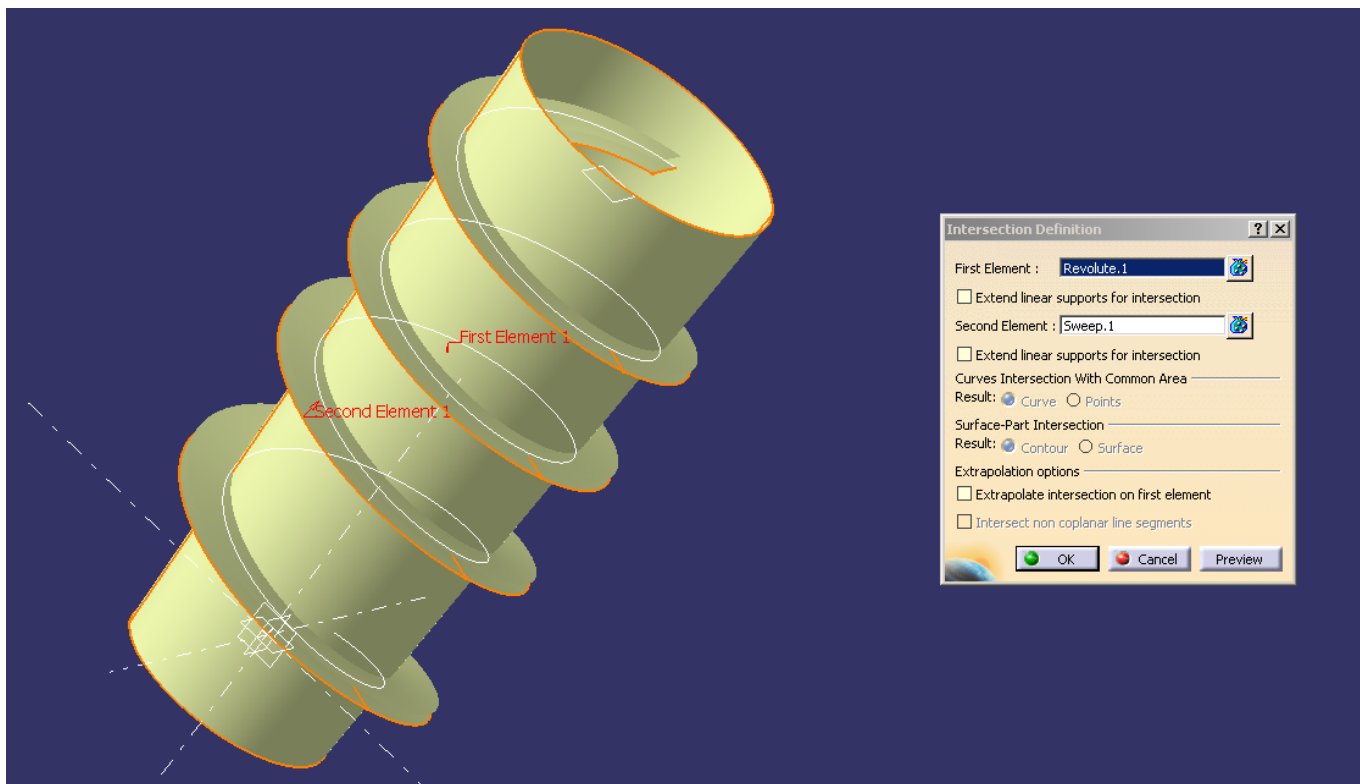 First Element 1
Second Element 1
Intersection Definition
First Element : Revolute.1
Extend linear supports for intersection
Second Element : Sweep.1
Extend linear supports for intersection
Curves Intersection With Common Area
Result: Curve Points
Surface-Part Intersection
Result: Contour Surface
Extrapolation options
Extrapolate intersection on first element
Intersect non coplanar line segments
OK Cancel Preview